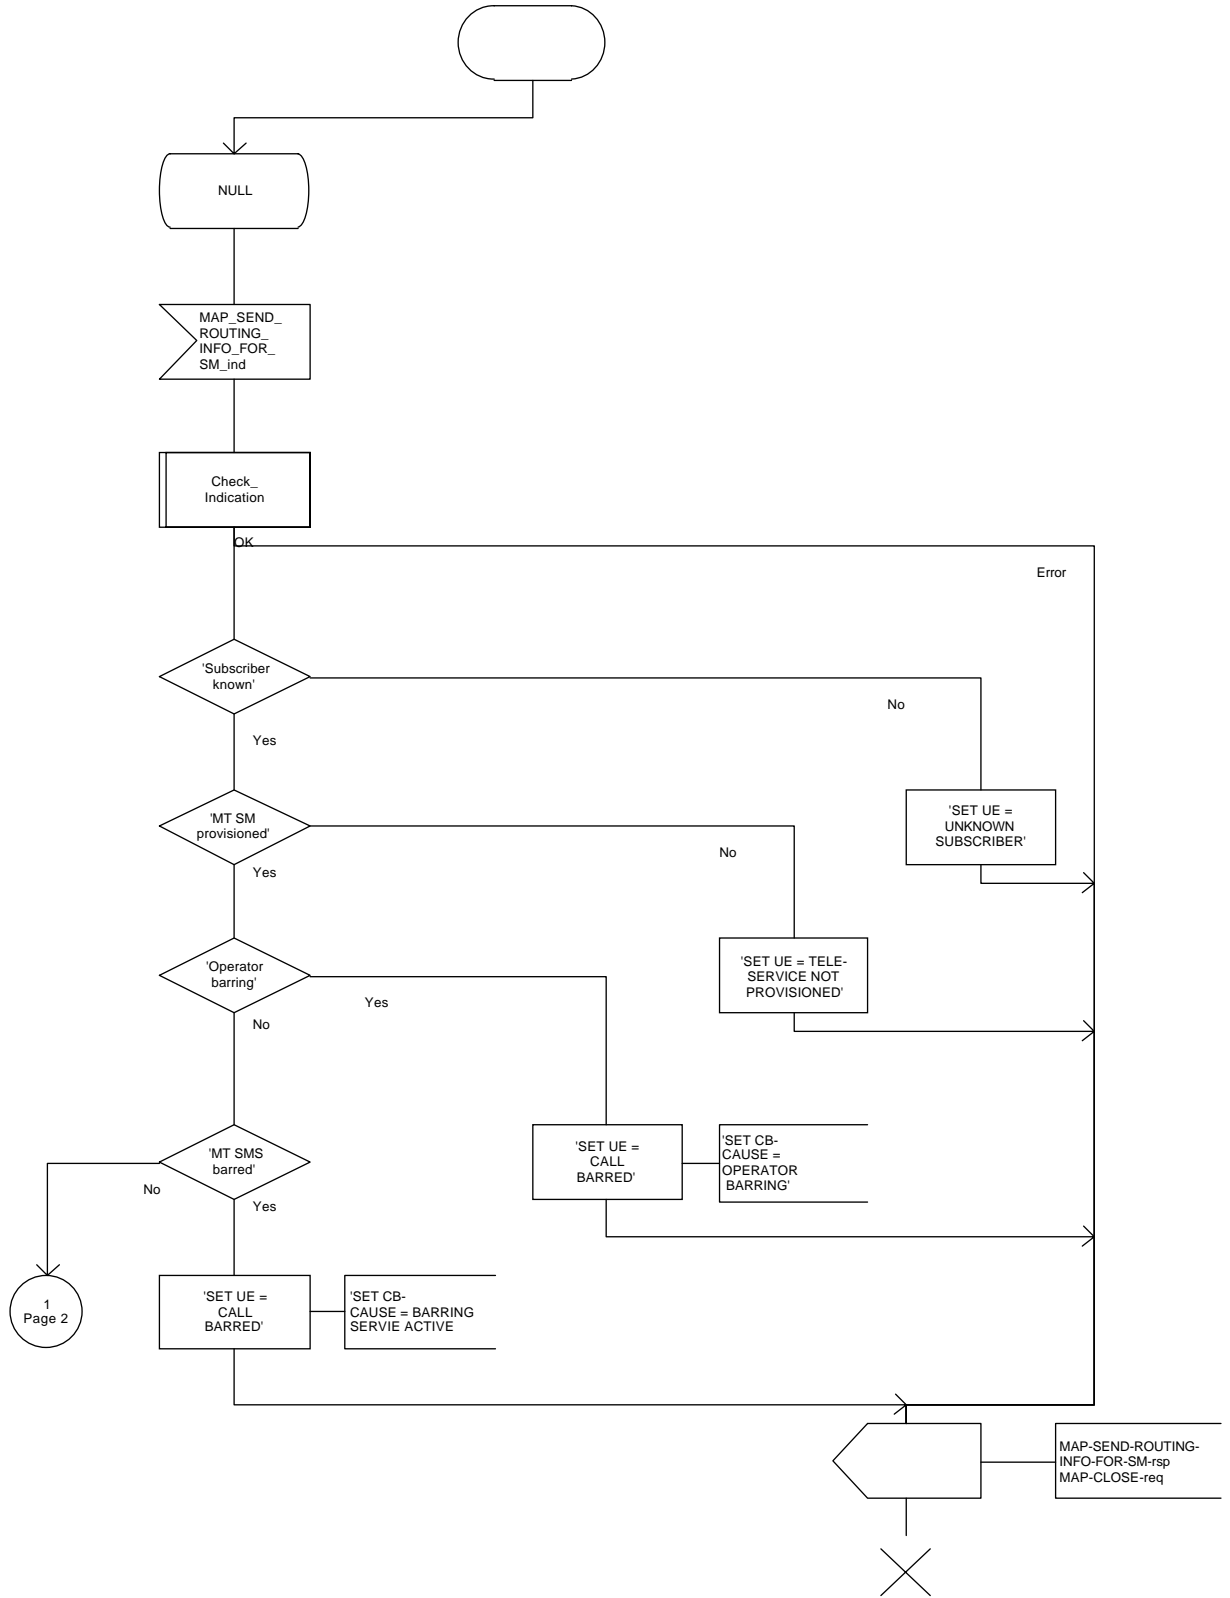 NULL
MAP_SEND_
ROUTING_
INFO_FOR_
SM_ind
Check_
Indication
OK
Error
'Subscriber
known'
No
Yes
'SET UE =
UNKNOWN
SUBSCRIBER'
'MT SM
provisioned'
No
Yes
'SET UE = TELE-
SERVICE NOT
PROVISIONED'
'Operator
barring'
Yes
No
'SET UE =
CALL
BARRED'
'SET CB-
CAUSE =
OPERATOR
BARRING'
'MT SMS
barred'
No
Yes
1
Page 2
'SET UE =
CALL
BARRED'
'SET CB-
CAUSE = BARRING
SERVIE ACTIVE
MAP-SEND-ROUTING-
INFO-FOR-SM-rsp
MAP-CLOSE-req